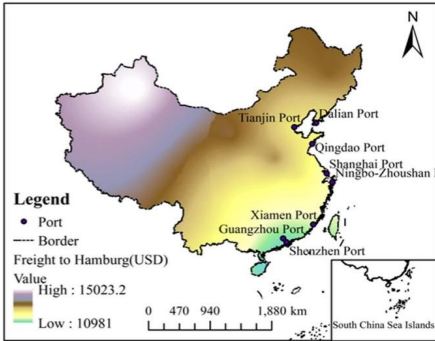 N
Dalian Port
Tianjin Port
Qingdao Port
Shanghai Port
Ningbo-Zhoushan
Xiamen Port
Guangzhou Port
Shenzhen Port
Legend
Port
Border
Freight to Hamburg(USD)
Value
High : 15023.2
Low : 10981
0 470 940 1,880 km
South China Sea Islands